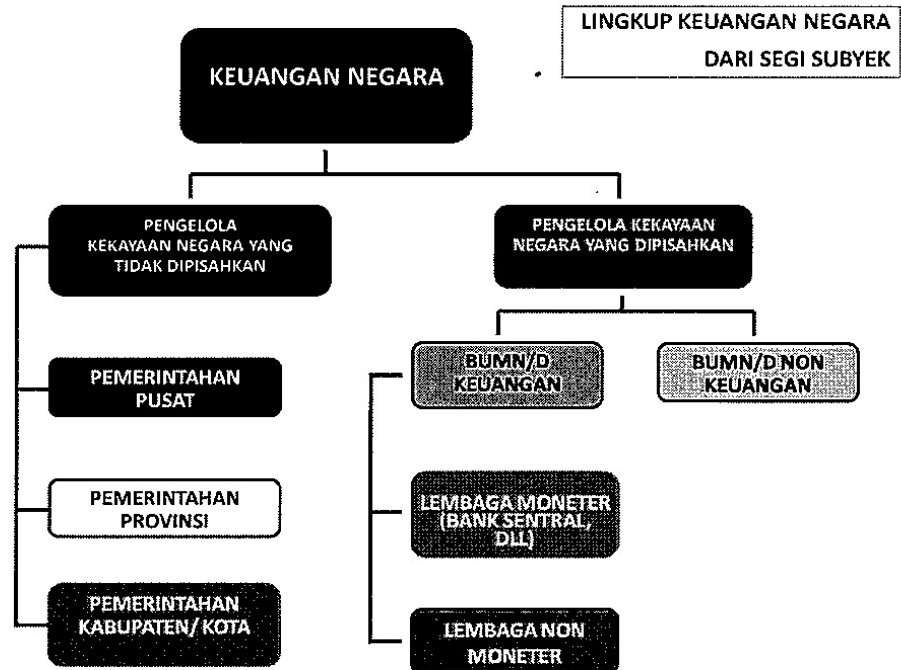 LINGKUP KEUANGAN NEGARA
DARI SEGI SUBYEK
KEUANGAN NEGARA
PENGELOLA
KEKAYAAN NEGARA YANG
TIDAK DIPISAHKAN
PENGELOLA KEKAYAAN
NEGARA YANG DIPISAHKAN
BUMN/D
KEUANGAN
BUMN/D NON
KEUANGAN
PEMERINTAHAN
PUSAT
PEMERINTAHAN
PROVINSI
LEMBAGA MONETER
(BANK SENTRAL,
DLL)
PEMERINTAHAN
KABUPATEN/ KOTA
LEMBAGA NON
MONETER